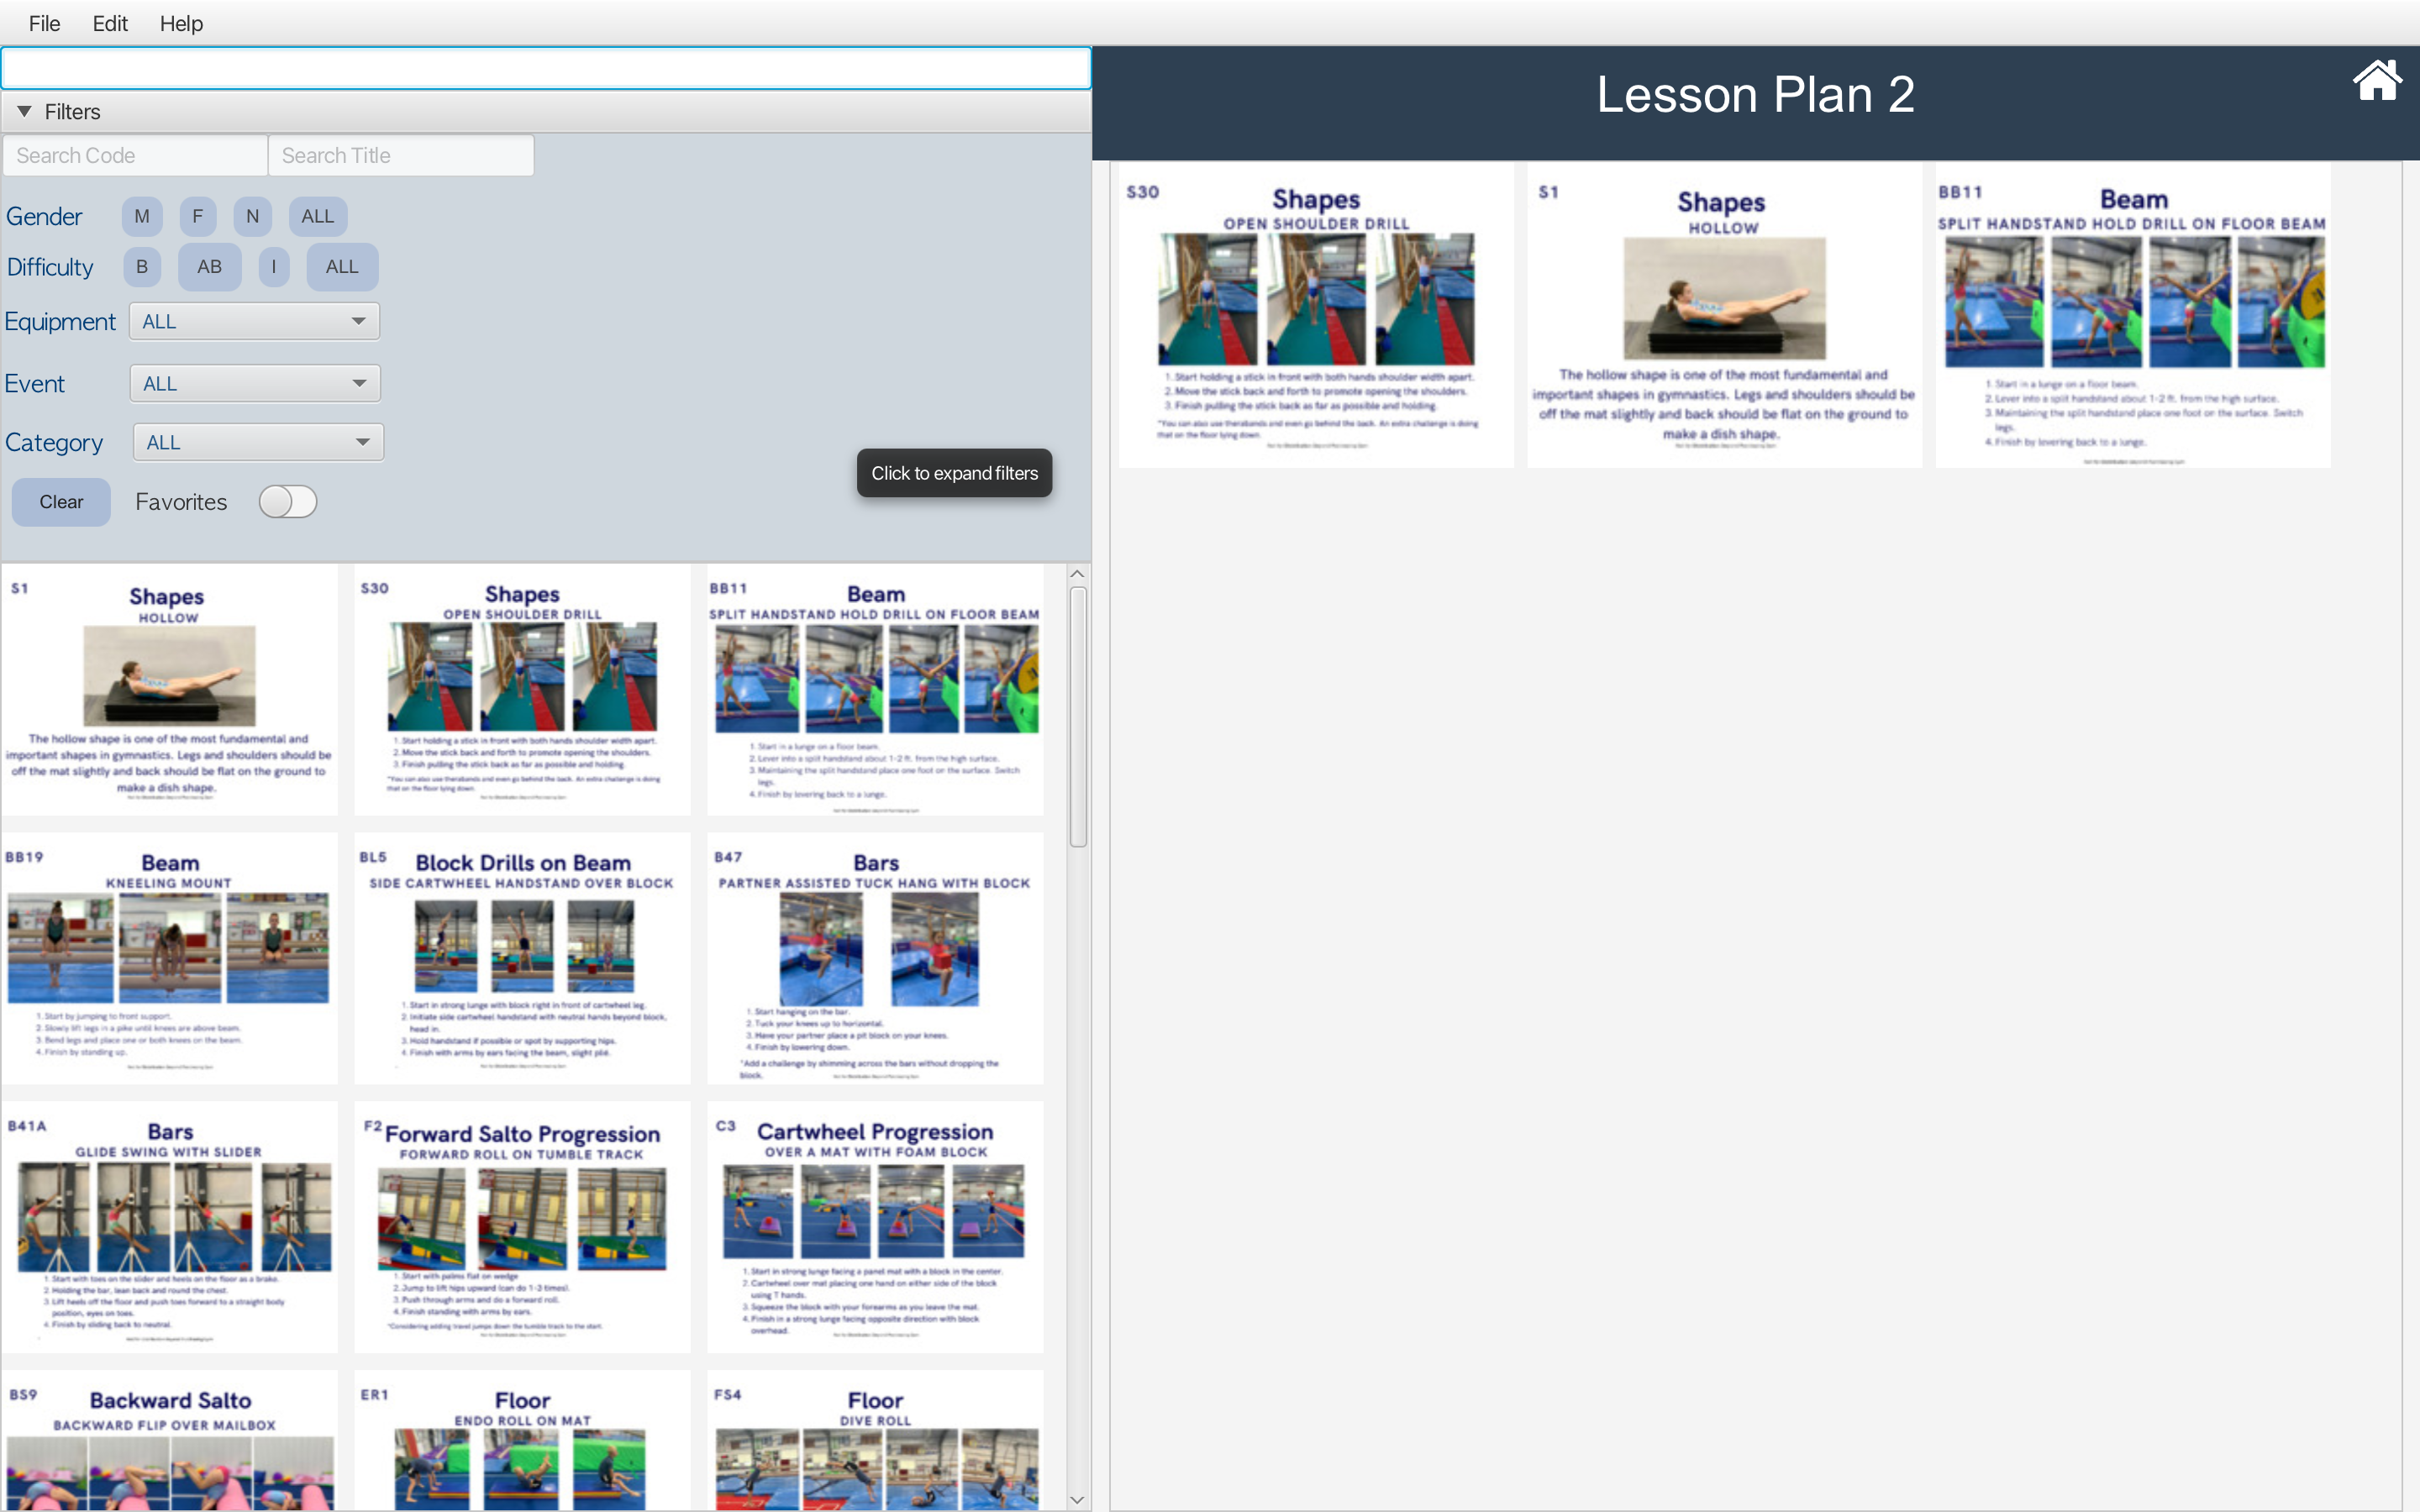 File Edit Help
Filters
Search Code Search Title
Gender M F N ALL
Difficulty B AB I ALL
Equipment ALL
Event ALL
Category ALL
Clear Favorites
Click to expand filters
S1
Shapes
HOLLOW
The hollow shape is one of the most fundamental and
important shapes in gymnastics. Legs and shoulders should be
off the mat slightly and back should be flat on the ground to
make a dish shape.
S30
Shapes
OPEN SHOULDER DRILL
1. Start holding a stick in front with both hands shoulder width apart.
2. Move the stick back and forth to promote opening the shoulders.
3. Finish pulling the stick back as far as possible and holding.
*You can also use therabands and even go behind the back. An extra challenge is doing
that on the floor lying down.
BB11
Beam
SPLIT HANDSTAND HOLD DRILL ON FLOOR BEAM
1. Start in a lunge on a floor beam.
2. Lever into a split handstand about 1-2 ft. from the high surface.
3. Maintaining the split handstand place one foot on the surface. Switch
legs.
4. Finish by levering back to a lunge.
BB19
Beam
KNEELING MOUNT
1. Start by jumping to front support.
2. Slowly lift legs in a pike until knees are above beam.
3. Bend legs and place one or both knees on the beam.
4. Finish by standing up.
BL5
Block Drills on Beam
SIDE CARTWHEEL HANDSTAND OVER BLOCK
1. Start in strong lunge with block right in front of cartwheel leg.
2. Initiate side cartwheel handstand with neutral hands beyond block,
head in.
3. Hold handstand if possible or spot by supporting hips.
4. Finish with arms by ears facing the beam, slight plié.
B47
Bars
PARTNER ASSISTED TUCK HANG WITH BLOCK
1. Start hanging on the bar.
2. Tuck your knees up to horizontal.
3. Have your partner place a pit block on your knees.
4. Finish by lowering down.
*Add a challenge by shimming across the bars without dropping the
block.
B41A
Bars
GLIDE SWING WITH SLIDER
1. Start with toes on the slider and heels on the floor as a brake.
2. Holding the bar, lean back and round the chest.
3. Lift heels off the floor and push toes forward to a straight body
position, eyes on toes.
4. Finish by sliding back to neutral.
F2
Forward Salto Progression
FORWARD ROLL ON TUMBLE TRACK
1. Start with palms flat on wedge
2. Jump to lift hips upward (can do 1-3 times).
3. Push through arms and do a forward roll.
4. Finish standing with arms by ears.
*Considering adding travel jumps down the tumble track to the start.
C3
Cartwheel Progression
OVER A MAT WITH FOAM BLOCK
1. Start in strong lunge facing a panel mat with a block in the center.
2. Cartwheel over mat placing one hand on either side of the block
using T hands.
3. Squeeze the block with your forearms as you leave the mat.
4. Finish in a strong lunge facing opposite direction with block
overhead.
BS9
Backward Salto
BACKWARD FLIP OVER MAILBOX
ER1
Floor
ENDO ROLL ON MAT
FS4
Floor
DIVE ROLL
Lesson Plan 2
S30
Shapes
OPEN SHOULDER DRILL
1. Start holding a stick in front with both hands shoulder width apart.
2. Move the stick back and forth to promote opening the shoulders.
3. Finish pulling the stick back as far as possible and holding.
*You can also use therabands and even go behind the back. An extra challenge is doing
that on the floor lying down.
S1
Shapes
HOLLOW
The hollow shape is one of the most fundamental and
important shapes in gymnastics. Legs and shoulders should be
off the mat slightly and back should be flat on the ground to
make a dish shape.
BB11
Beam
SPLIT HANDSTAND HOLD DRILL ON FLOOR BEAM
1. Start in a lunge on a floor beam.
2. Lever into a split handstand about 1-2 ft. from the high surface.
3. Maintaining the split handstand place one foot on the surface. Switch
legs.
4. Finish by levering back to a lunge.